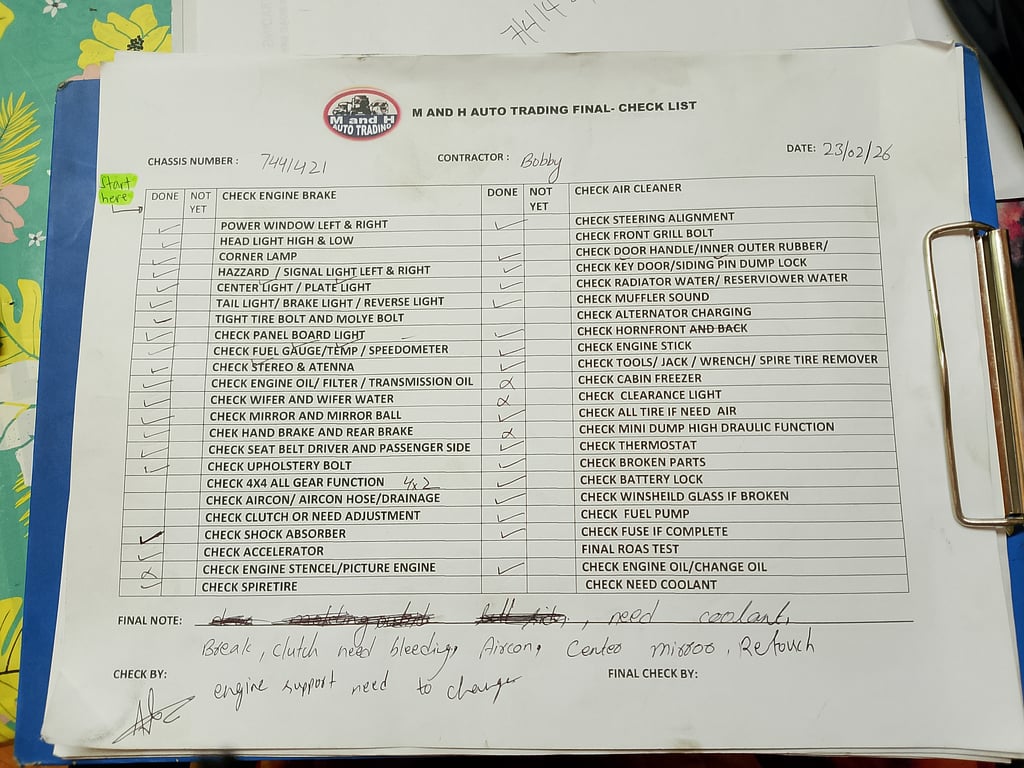 7414
M and H
AUTO TRADING
M AND H AUTO TRADING FINAL- CHECK LIST
CHASSIS NUMBER : 7441421
CONTRACTOR : Bobby
DATE: 23/02/26
Start here
DONE NOT YET CHECK ENGINE BRAKE DONE NOT YET CHECK AIR CLEANER
POWER WINDOW LEFT & RIGHT CHECK STEERING ALIGNMENT
HEAD LIGHT HIGH & LOW CHECK FRONT GRILL BOLT
CORNER LAMP CHECK DOOR HANDLE/INNER OUTER RUBBER/
HAZZARD / SIGNAL LIGHT LEFT & RIGHT CHECK KEY DOOR/SIDING PIN DUMP LOCK
CENTER LIGHT / PLATE LIGHT CHECK RADIATOR WATER/ RESERVIOWER WATER
TAIL LIGHT/ BRAKE LIGHT / REVERSE LIGHT CHECK MUFFLER SOUND
TIGHT TIRE BOLT AND MOLYE BOLT CHECK ALTERNATOR CHARGING
CHECK PANEL BOARD LIGHT CHECK HORNFRONT AND BACK
CHECK FUEL GAUGE/TEMP / SPEEDOMETER CHECK ENGINE STICK
CHECK STEREO & ATENNA CHECK TOOLS/ JACK / WRENCH/ SPIRE TIRE REMOVER
CHECK ENGINE OIL/ FILTER / TRANSMISSION OIL CHECK CABIN FREEZER
CHECK WIFER AND WIFER WATER CHECK CLEARANCE LIGHT
CHECK MIRROR AND MIRROR BALL CHECK ALL TIRE IF NEED AIR
CHEK HAND BRAKE AND REAR BRAKE CHECK MINI DUMP HIGH DRAULIC FUNCTION
CHECK SEAT BELT DRIVER AND PASSENGER SIDE CHECK THERMOSTAT
CHECK UPHOLSTERY BOLT CHECK BROKEN PARTS
CHECK 4X4 ALL GEAR FUNCTION 4x2 CHECK BATTERY LOCK
CHECK AIRCON/ AIRCON HOSE/DRAINAGE CHECK WINSHEILD GLASS IF BROKEN
CHECK CLUTCH OR NEED ADJUSTMENT CHECK FUEL PUMP
CHECK SHOCK ABSORBER CHECK FUSE IF COMPLETE
CHECK ACCELERATOR FINAL ROAS TEST
CHECK ENGINE STENCEL/PICTURE ENGINE CHECK ENGINE OIL/CHANGE OIL
CHECK SPIRETIRE CHECK NEED COOLANT
FINAL NOTE: , need coolant,
Break, clutch need bleeding, Aircon, Center mirror, Retouch
engine support need to change
CHECK BY: FINAL CHECK BY: